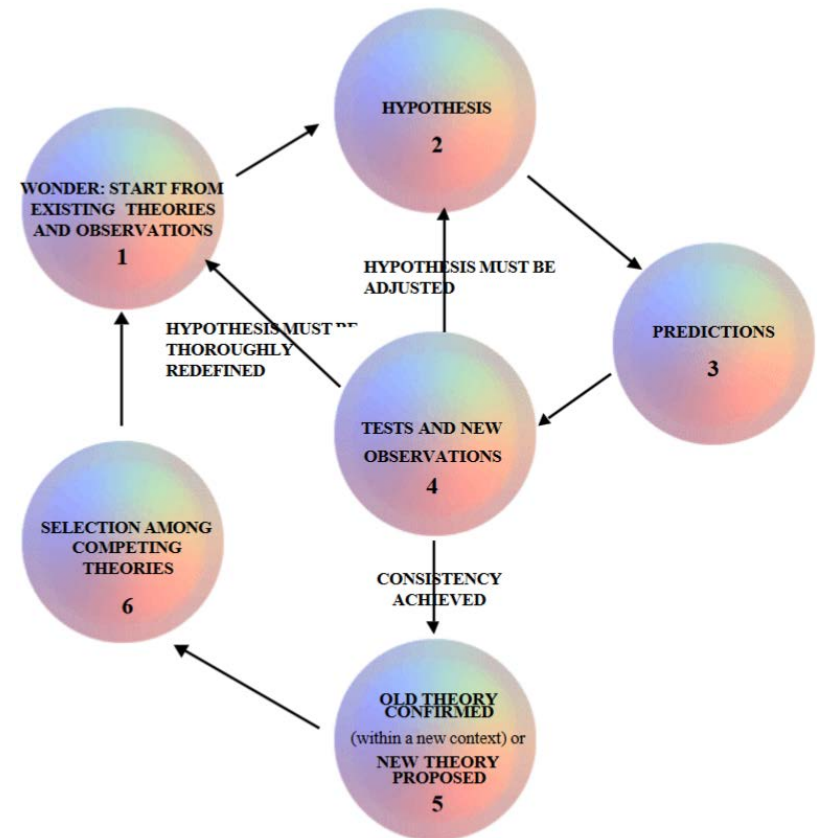 HYPOTHESIS
2
WONDER: START FROM
EXISTING THEORIES
AND OBSERVATIONS
1
HYPOTHESIS MUST BE
ADJUSTED
HYPOTHESIS MUST
THOROUGHLY
REDEFINED
PREDICTIONS
3
TESTS AND NEW
OBSERVATIONS
4
SELECTION AMONG
COMPETING
THEORIES
6
CONSISTENCY
ACHIEVED
OLD THEORY
CONFIRMED
(within a new context) or
NEW THEORY
PROPOSED
5